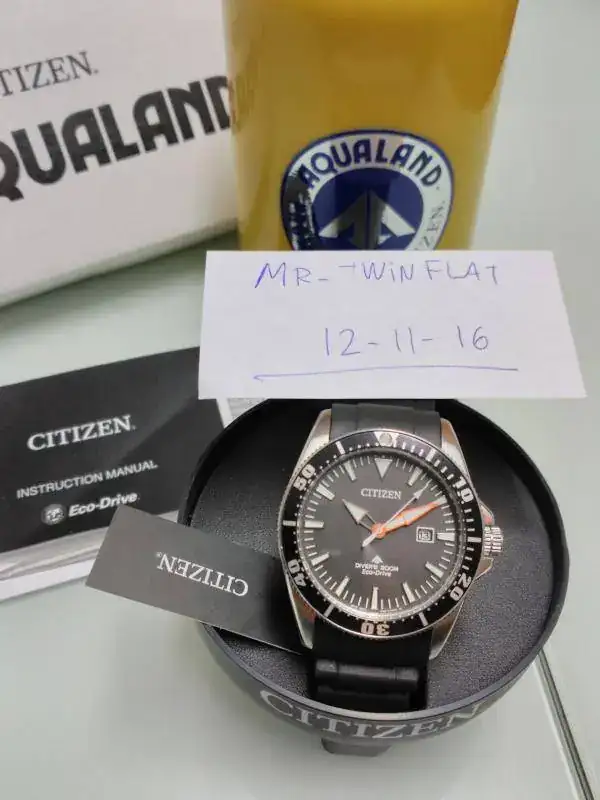 CITIZEN.
AQUALAND
AQUALAND
CITIZEN
MR-TWINFLAT
12-11-16
CITIZEN
INSTRUCTION MANUAL
Eco-Drive
CITIZEN
50
10
CITIZEN
13
DIVER'S 200M
Eco-Drive
40
20
30
CITIZEN